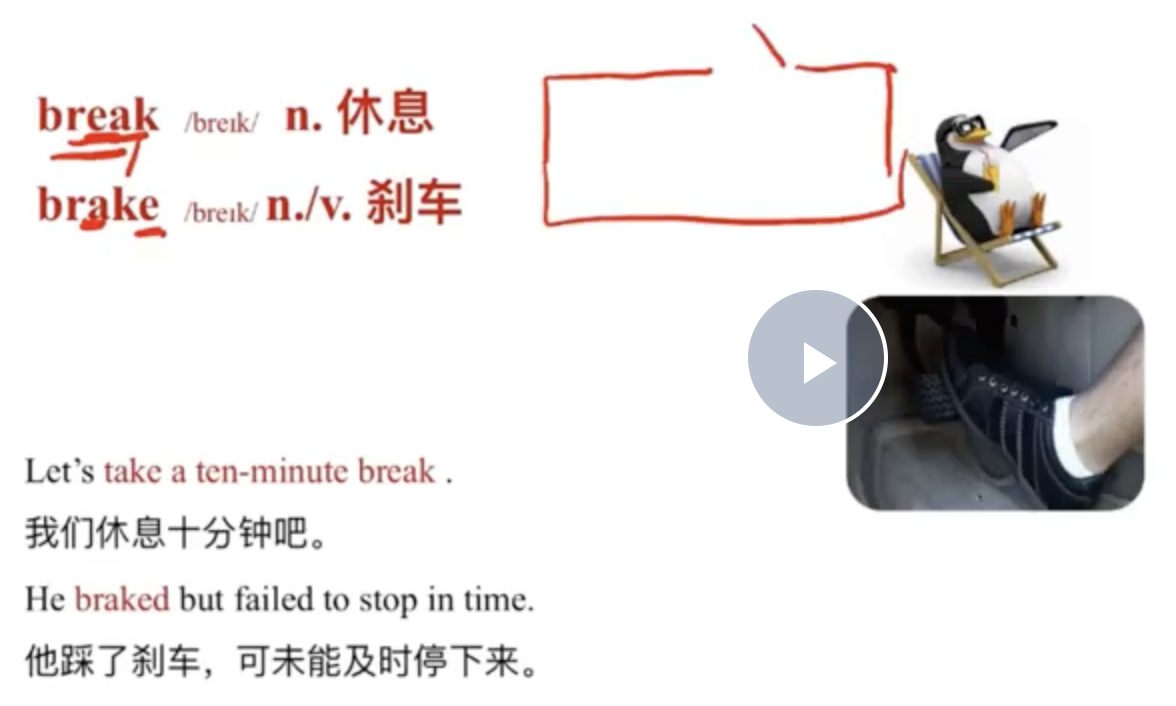 break /breɪk/ n. 休息
brake /breɪk/ n./v. 刹车
Let's take a ten-minute break .
我们休息十分钟吧。
He braked but failed to stop in time.
他踩了刹车，可未能及时停下来。